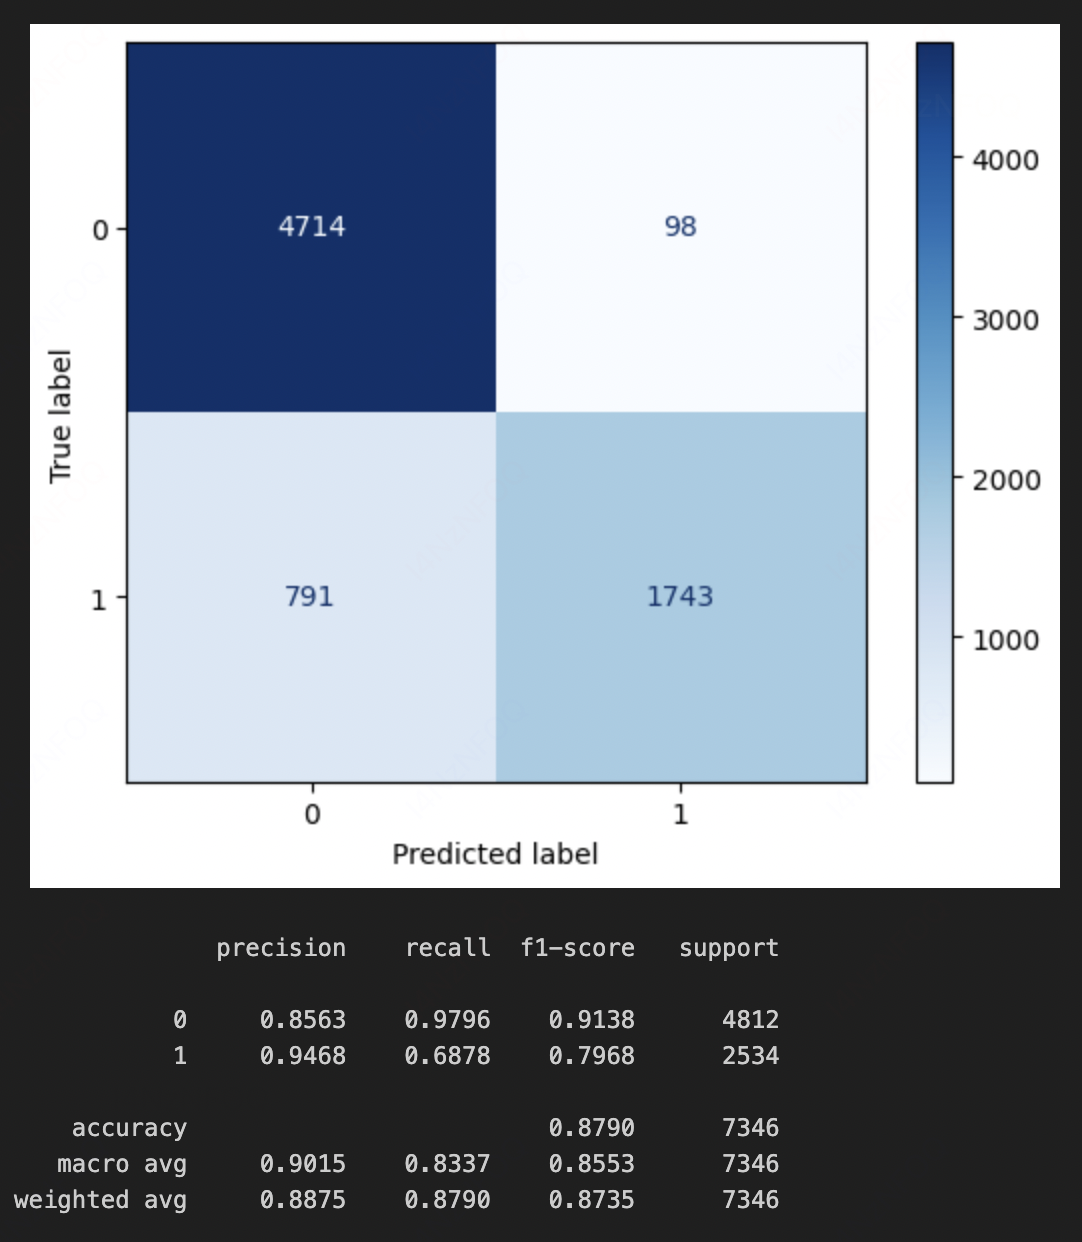 4714 98
791 1743
0
1
True label
0 1
Predicted label
4000
3000
2000
1000
precision recall f1-score support
0 0.8563 0.9796 0.9138 4812
1 0.9468 0.6878 0.7968 2534
accuracy 0.8790 7346
macro avg 0.9015 0.8337 0.8553 7346
weighted avg 0.8875 0.8790 0.8735 7346